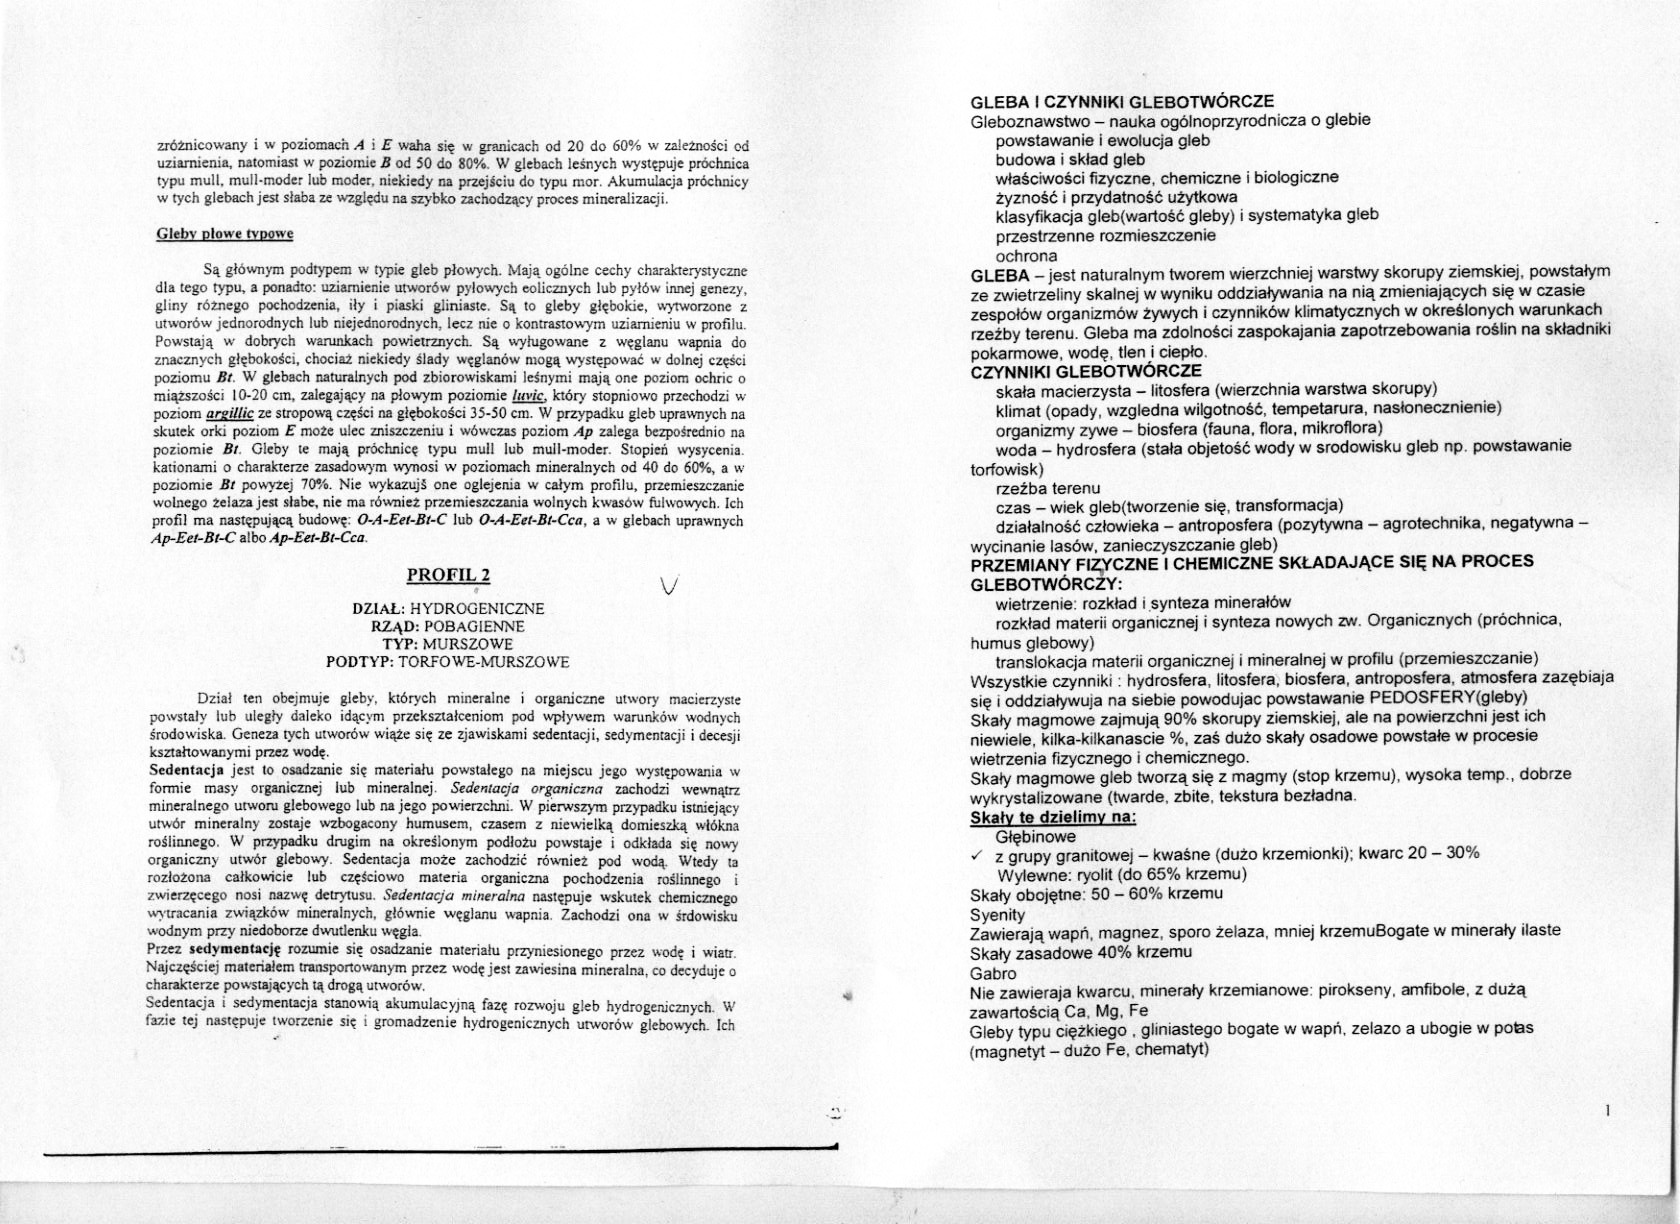 zróżnicowany i w poziomach A i E waha się w granicach od 20 do 60% w zależności od
uziarnienia, natomiast w poziomie B od 50 do 80%. W glebach leśnych występuje próchnica
typu mull, mull-moder lub moder, niekiedy na przejściu do typu mor. Akumulacja próchnicy
w tych glebach jest słaba ze względu na szybko zachodzący proces mineralizacji.
Gleby płowe typowe
Są głównym podtypem w typie gleb płowych. Mają ogólne cechy charakterystyczne
dla tego typu, a ponadto: uziarnienie utworów pyłowych eolicznych lub pyłów innej genezy,
gliny różnego pochodzenia, iły i piaski gliniaste. Są to gleby głębokie, wytworzone z
utworów jednorodnych lub niejednorodnych, lecz nie o kontrastowym uziarnieniu w profilu.
Powstają w dobrych warunkach powietrznych. Są wyługowane z węglanu wapnia do
znacznych głębokości, chociaż niekiedy ślady węglanów mogą występować w dolnej części
poziomu Bt. W glebach naturalnych pod zbiorowiskami leśnymi mają one poziom ochric o
miąższości 10-20 cm, zalegający na płowym poziomie luvic, który stopniowo przechodzi w
poziom argillic ze stropową części na głębokości 35-50 cm. W przypadku gleb uprawnych na
skutek orki poziom E może ulec zniszczeniu i wówczas poziom Ap zalega bezpośrednio na
poziomie Bt. Gleby te mają próchnicę typu mull lub mull-moder. Stopień wysycenia.
kationami o charakterze zasadowym wynosi w poziomach mineralnych od 40 do 60%, a w
poziomie Bt powyżej 70%. Nie wykazujś one oglejenia w całym profilu, przemieszczanie
wolnego żelaza jest słabe, nie ma również przemieszczania wolnych kwasów fulwowych. Ich
profil ma następującą budowę: O-A-Eet-Bt-C lub O-A-Eet-Bt-Cca, a w glebach uprawnych
Ap-Eet-Bt-C albo Ap-Eet-Bt-Cca.
PROFIL 2
DZIAŁ: HYDROGENICZNE
RZĄD: POBAGIENNE
TYP: MURSZOWE
PODTYP: TORFOWE-MURSZOWE
Dział ten obejmuje gleby, których mineralne i organiczne utwory macierzyste
powstały lub uległy daleko idącym przekształceniom pod wpływem warunków wodnych
środowiska. Geneza tych utworów wiąże się ze zjawiskami sedentacji, sedymentacji i decesji
kształtowanymi przez wodę.
Sedentacja jest to osadzanie się materiału powstałego na miejscu jego występowania w
formie masy organicznej lub mineralnej. Sedentacja organiczna zachodzi wewnątrz
mineralnego utworu glebowego lub na jego powierzchni. W pierwszym przypadku istniejący
utwór mineralny zostaje wzbogacony humusem, czasem z niewielką domieszką włókna
roślinnego. W przypadku drugim na określonym podłożu powstaje i odkłada się nowy
organiczny utwór glebowy. Sedentacja może zachodzić również pod wodą. Wtedy ta
rozłożona całkowicie lub częściowo materia organiczna pochodzenia roślinnego i
zwierzęcego nosi nazwę detrytusu. Sedentacja mineralna następuje wskutek chemicznego
wytracania związków mineralnych, głównie węglanu wapnia. Zachodzi ona w śrdowisku
wodnym przy niedoborze dwutlenku węgla.
Przez sedymentację rozumie się osadzanie materiału przyniesionego przez wodę i wiatr.
Najczęściej materiałem transportowanym przez wodę jest zawiesina mineralna, co decyduje o
charakterze powstających tą drogą utworów.
Sedentacja i sedymentacja stanowią akumulacyjną fazę rozwoju gleb hydrogenicznych. W
fazie tej następuje tworzenie się i gromadzenie hydrogenicznych utworów glebowych. Ich
GLEBA I CZYNNIKI GLEBOTWÓRCZE
Gleboznawstwo – nauka ogólnoprzyrodnicza o glebie
powstawanie i ewolucja gleb
budowa i skład gleb
właściwości fizyczne, chemiczne i biologiczne
żyzność i przydatność użytkowa
klasyfikacja gleb(wartość gleby) i systematyka gleb
przestrzenne rozmieszczenie
ochrona
GLEBA – jest naturalnym tworem wierzchniej warstwy skorupy ziemskiej, powstałym
ze zwietrzeliny skalnej w wyniku oddziaływania na nią zmieniających się w czasie
zespołów organizmów żywych i czynników klimatycznych w określonych warunkach
rzeźby terenu. Gleba ma zdolności zaspokajania zapotrzebowania roślin na składniki
pokarmowe, wodę, tlen i ciepło.
CZYNNIKI GLEBOTWÓRCZE
skała macierzysta – litosfera (wierzchnia warstwa skorupy)
klimat (opady, wzgledna wilgotność, tempetarura, nasłonecznienie)
organizmy zywe – biosfera (fauna, flora, mikroflora)
woda – hydrosfera (stała objetość wody w srodowisku gleb np. powstawanie
torfowisk)
rzeźba terenu
czas – wiek gleb(tworzenie się, transformacja)
działalność człowieka – antroposfera (pozytywna – agrotechnika, negatywna –
wycinanie lasów, zanieczyszczanie gleb)
PRZEMIANY FIZYCZNE I CHEMICZNE SKŁADAJĄCE SIĘ NA PROCES
GLEBOTWÓRCZY:
wietrzenie: rozkład i synteza minerałów
rozkład materii organicznej i synteza nowych zw. Organicznych (próchnica,
humus glebowy)
translokacja materii organicznej i mineralnej w profilu (przemieszczanie)
Wszystkie czynniki : hydrosfera, litosfera, biosfera, antroposfera, atmosfera zazębiaja
się i oddziaływuja na siebie powodujac powstawanie PEDOSFERY(gleby)
Skały magmowe zajmują 90% skorupy ziemskiej, ale na powierzchni jest ich
niewiele, kilka-kilkanascie %, zaś dużo skały osadowe powstałe w procesie
wietrzenia fizycznego i chemicznego.
Skały magmowe gleb tworzą się z magmy (stop krzemu), wysoka temp., dobrze
wykrystalizowane (twarde, zbite, tekstura bezładna.
Skały te dzielimy na:
Głębinowe
✓ z grupy granitowej – kwaśne (dużo krzemionki); kwarc 20 – 30%
Wylewne: ryolit (do 65% krzemu)
Skały obojętne: 50 – 60% krzemu
Syenity
Zawierają wapń, magnez, sporo żelaza, mniej krzemuBogate w minerały ilaste
Skały zasadowe 40% krzemu
Gabro
Nie zawieraja kwarcu, minerały krzemianowe: pirokseny, amfibole, z dużą
zawartością Ca, Mg, Fe
Gleby typu ciężkiego , gliniastego bogate w wapń, zelazo a ubogie w potas
(magnetyt – dużo Fe, chematyt)
1